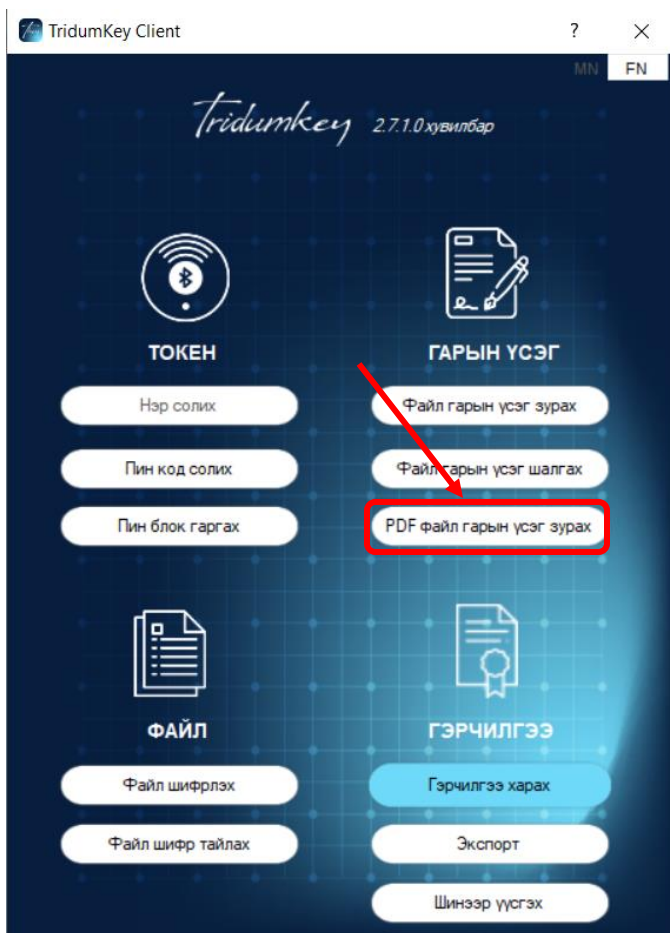 TridumKey Client
?
MN
EN
Tridumkey 2.7.1.0 хувилбар
ТОКЕН
Нэр солих
Пин код солих
Пин блок гаргах
ГАРЫН ҮСЭГ
Файл гарын үсэг зурах
Файл гарын үсэг шалгах
PDF файл гарын үсэг зурах
ФАЙЛ
Файл шифрлэх
Файл шифр тайлах
ГЭРЧИЛГЭЭ
Гэрчилгээ харах
Экспорт
Шинээр үүсгэх